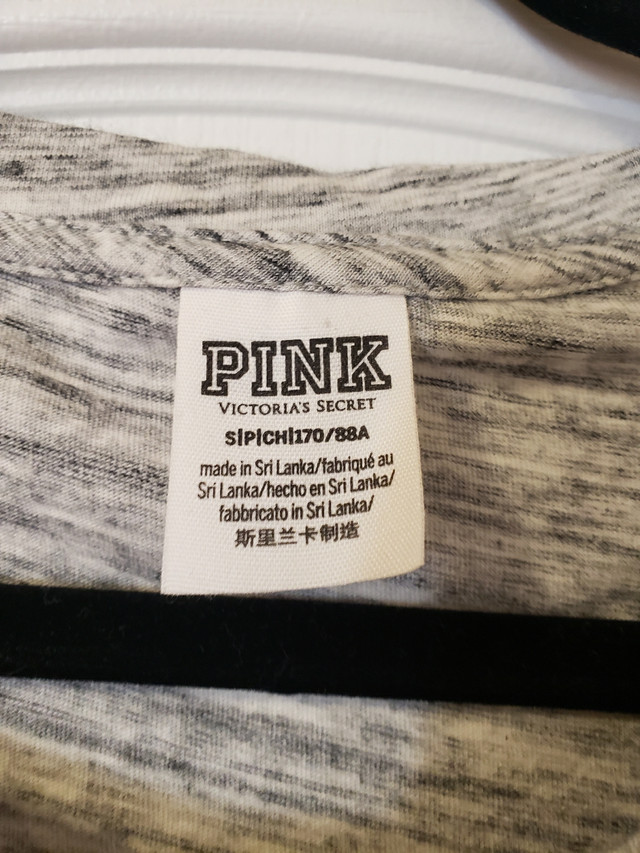 PINK
VICTORIA'S SECRET
S|P|CH|170/88A
made in Sri Lanka/fabriqué au
Sri Lanka/hecho en Sri Lanka/
fabbricato in Sri Lanka/
斯里兰卡制造